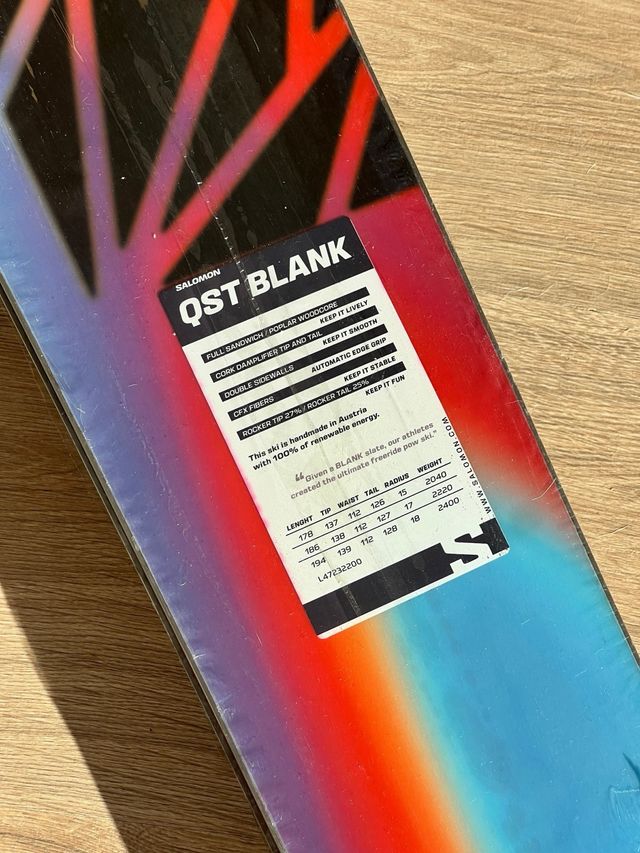 SALOMON
QST BLANK
FULL SANDWICH / POPLAR WOODCORE
KEEP IT LIVELY
CORK DAMPLIFIER TIP AND TAIL
KEEP IT SMOOTH
DOUBLE SIDEWALLS
AUTOMATIC EDGE GRIP
CFX FIBERS
KEEP IT STABLE
ROCKER TIP 27% / ROCKER TAIL 25%
KEEP IT FUN
This ski is handmade in Austria
with 100% of renewable energy.
“Given a BLANK slate, our athletes
created the ultimate freeride pow ski.”
LENGHT TIP WAIST TAIL RADIUS WEIGHT
178 137 112 126 15 2040
186 138 112 127 17 2220
194 139 112 128 18 2400
L47232200
WWW.SALOMON.COM